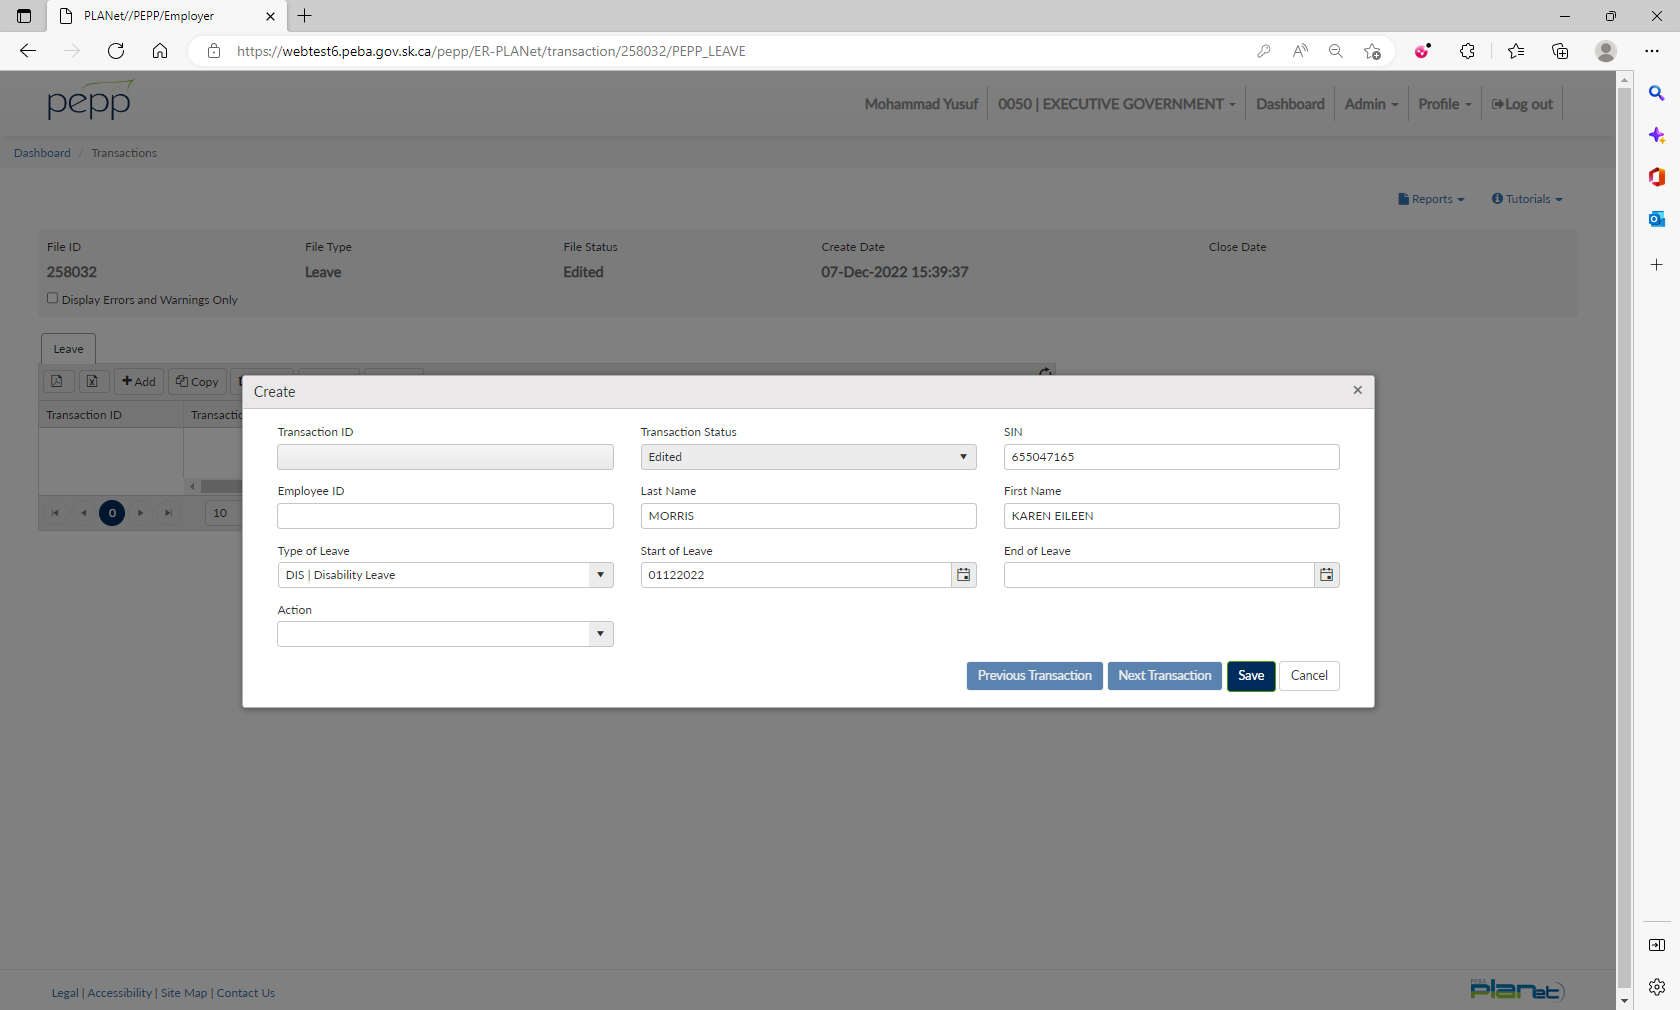 PLANet//PEPP/Employer
https://webtest6.peba.gov.sk.ca/pepp/ER-PLANet/transaction/258032/PEPP_LEAVE
pepp
Mohammad Yusuf
0050 | EXECUTIVE GOVERNMENT
Dashboard
Admin
Profile
Log out
Dashboard / Transactions
Reports
Tutorials
File ID
File Type
File Status
Create Date
Close Date
258032
Leave
Edited
07-Dec-2022 15:39:37
Display Errors and Warnings Only
Leave
Add
Copy
Create
Transaction ID
Transaction ID
Transaction Status
SIN
Edited
655047165
Employee ID
Last Name
First Name
0
10
MORRIS
KAREN EILEEN
Type of Leave
Start of Leave
End of Leave
DIS | Disability Leave
01122022
Action
Previous Transaction
Next Transaction
Save
Cancel
Legal | Accessibility | Site Map | Contact Us
PEBA
planet